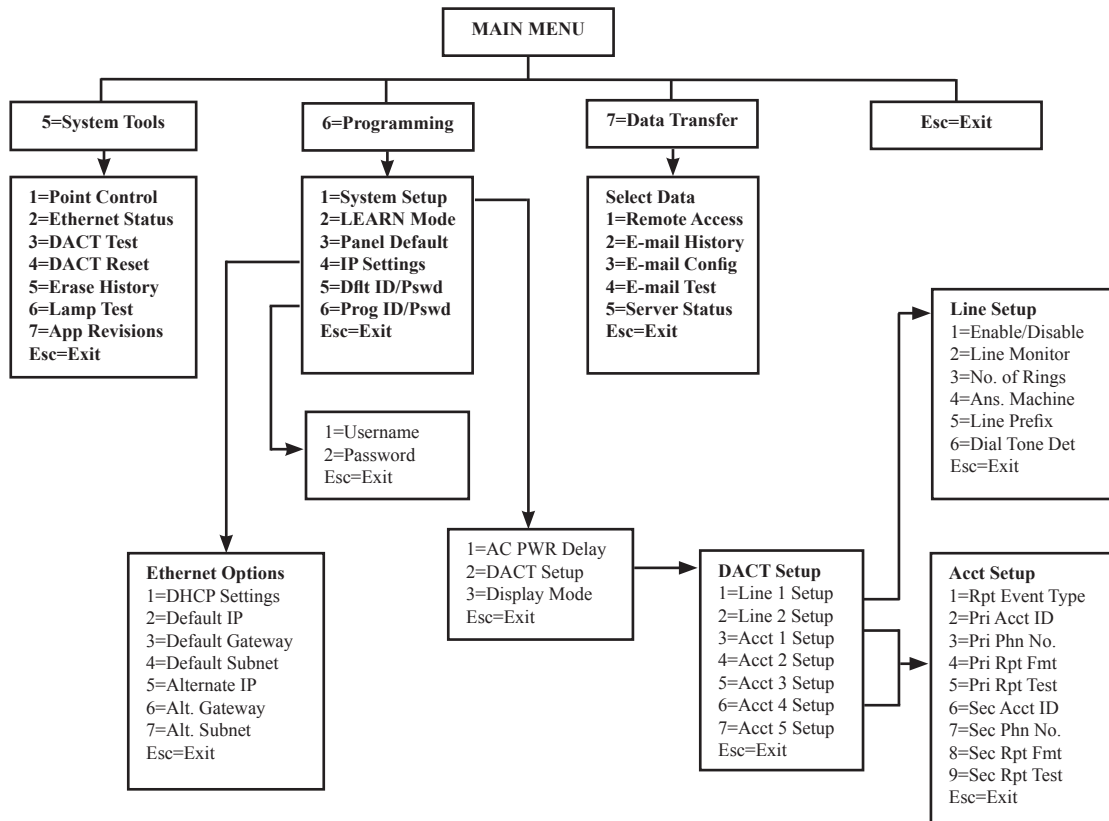 MAIN MENU
5=System Tools
6=Programming
7=Data Transfer
Esc=Exit
1=Point Control
2=Ethernet Status
3=DACT Test
4=DACT Reset
5=Erase History
6=Lamp Test
7=App Revisions
Esc=Exit
1=System Setup
2=LEARN Mode
3=Panel Default
4=IP Settings
5=Dflt ID/Pswd
6=Prog ID/Pswd
Esc=Exit
Select Data
1=Remote Access
2=E-mail History
3=E-mail Config
4=E-mail Test
5=Server Status
Esc=Exit
1=Username
2=Password
Esc=Exit
Ethernet Options
1=DHCP Settings
2=Default IP
3=Default Gateway
4=Default Subnet
5=Alternate IP
6=Alt. Gateway
7=Alt. Subnet
Esc=Exit
1=AC PWR Delay
2=DACT Setup
3=Display Mode
Esc=Exit
DACT Setup
1=Line 1 Setup
2=Line 2 Setup
3=Acct 1 Setup
4=Acct 2 Setup
5=Acct 3 Setup
6=Acct 4 Setup
7=Acct 5 Setup
Esc=Exit
Line Setup
1=Enable/Disable
2=Line Monitor
3=No. of Rings
4=Ans. Machine
5=Line Prefix
6=Dial Tone Det
Esc=Exit
Acct Setup
1=Rpt Event Type
2=Pri Acct ID
3=Pri Phn No.
4=Pri Rpt Fmt
5=Pri Rpt Test
6=Sec Acct ID
7=Sec Phn No.
8=Sec Rpt Fmt
9=Sec Rpt Test
Esc=Exit